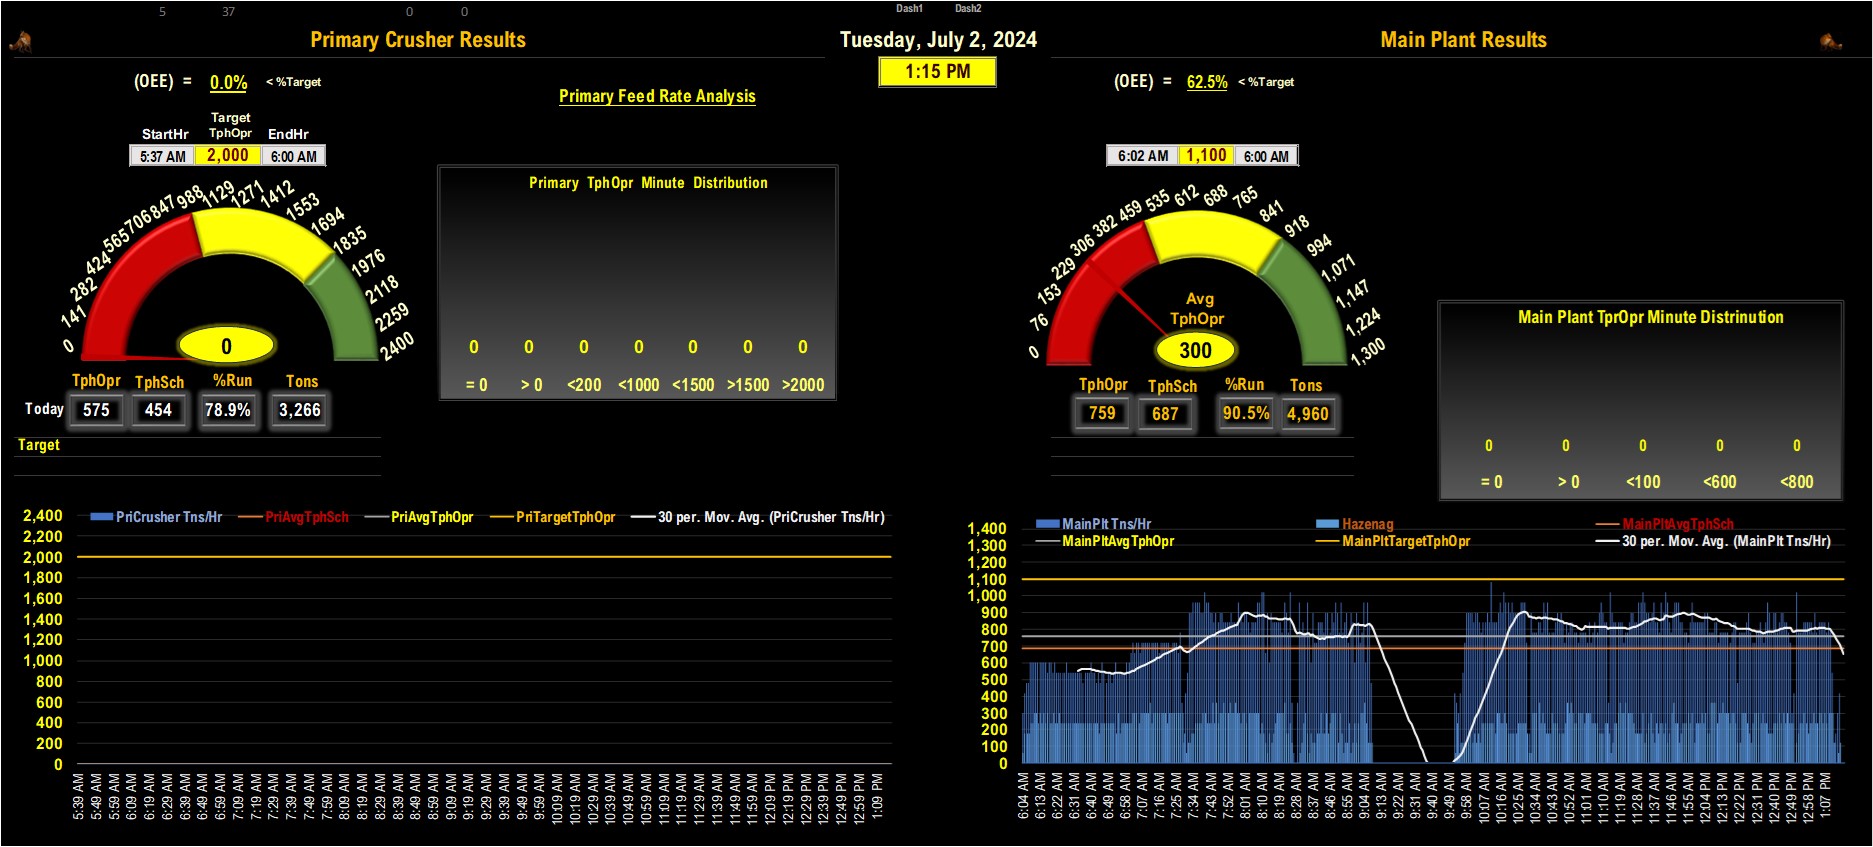 5 37 0 0 Dash1 Dash2
Primary Crusher Results
Tuesday, July 2, 2024
Main Plant Results
1:15 PM
(OEE) = 0.0% < %Target
Primary Feed Rate Analysis
StartHr Target TphOpr EndHr
5:37 AM 2,000 6:00 AM
0 141 282 424 565 706 847 988 1129 1271 1412 1553 1694 1835 1976 2118 2259 2400
0
TphOpr TphSch %Run Tons
Today 575 454 78.9% 3,266
Target
Primary TphOpr Minute Distribution
0 0 0 0 0 0 0
= 0 > 0 <200 <1000 <1500 >1500 >2000
(OEE) = 62.5% < %Target
6:02 AM 1,100 6:00 AM
0 76 153 229 306 382 459 535 612 688 765 841 918 994 1,071 1,147 1,224 1,300
Avg
TphOpr
300
TphOpr TphSch %Run Tons
759 687 90.5% 4,960
Main Plant TprOpr Minute Distrinution
0 0 0 0 0
= 0 > 0 <100 <600 <800
PriCrusher Tns/Hr PriAvgTphSch PriAvgTphOpr PriTargetTphOpr 30 per. Mov. Avg. (PriCrusher Tns/Hr)
2,400
2,200
2,000
1,800
1,600
1,400
1,200
1,000
800
600
400
200
0
5:39 AM 5:49 AM 5:59 AM 6:09 AM 6:19 AM 6:29 AM 6:39 AM 6:49 AM 6:59 AM 7:09 AM 7:19 AM 7:29 AM 7:39 AM 7:49 AM 7:59 AM 8:09 AM 8:19 AM 8:29 AM 8:39 AM 8:49 AM 8:59 AM 9:09 AM 9:19 AM 9:29 AM 9:39 AM 9:49 AM 9:59 AM 10:09 AM 10:19 AM 10:29 AM 10:39 AM 10:49 AM 10:59 AM 11:09 AM 11:19 AM 11:29 AM 11:39 AM 11:49 AM 11:59 AM 12:09 PM 12:19 PM 12:29 PM 12:39 PM 12:49 PM 12:59 PM 1:09 PM
MainPlt Tns/Hr Hazenag MainPltAvgTphSch
MainPltAvgTphOpr MainPltTargetTphOpr 30 per. Mov. Avg. (MainPlt Tns/Hr)
1,400
1,300
1,200
1,100
1,000
900
800
700
600
500
400
300
200
100
0
6:04 AM 6:13 AM 6:22 AM 6:31 AM 6:40 AM 6:49 AM 6:58 AM 7:07 AM 7:16 AM 7:25 AM 7:34 AM 7:43 AM 7:52 AM 8:01 AM 8:10 AM 8:19 AM 8:28 AM 8:37 AM 8:46 AM 8:55 AM 9:04 AM 9:13 AM 9:22 AM 9:31 AM 9:40 AM 9:49 AM 9:58 AM 10:07 AM 10:16 AM 10:25 AM 10:34 AM 10:43 AM 10:52 AM 11:01 AM 11:10 AM 11:19 AM 11:28 AM 11:37 AM 11:46 AM 11:55 AM 12:04 PM 12:13 PM 12:22 PM 12:31 PM 12:40 PM 12:49 PM 12:58 PM 1:07 PM